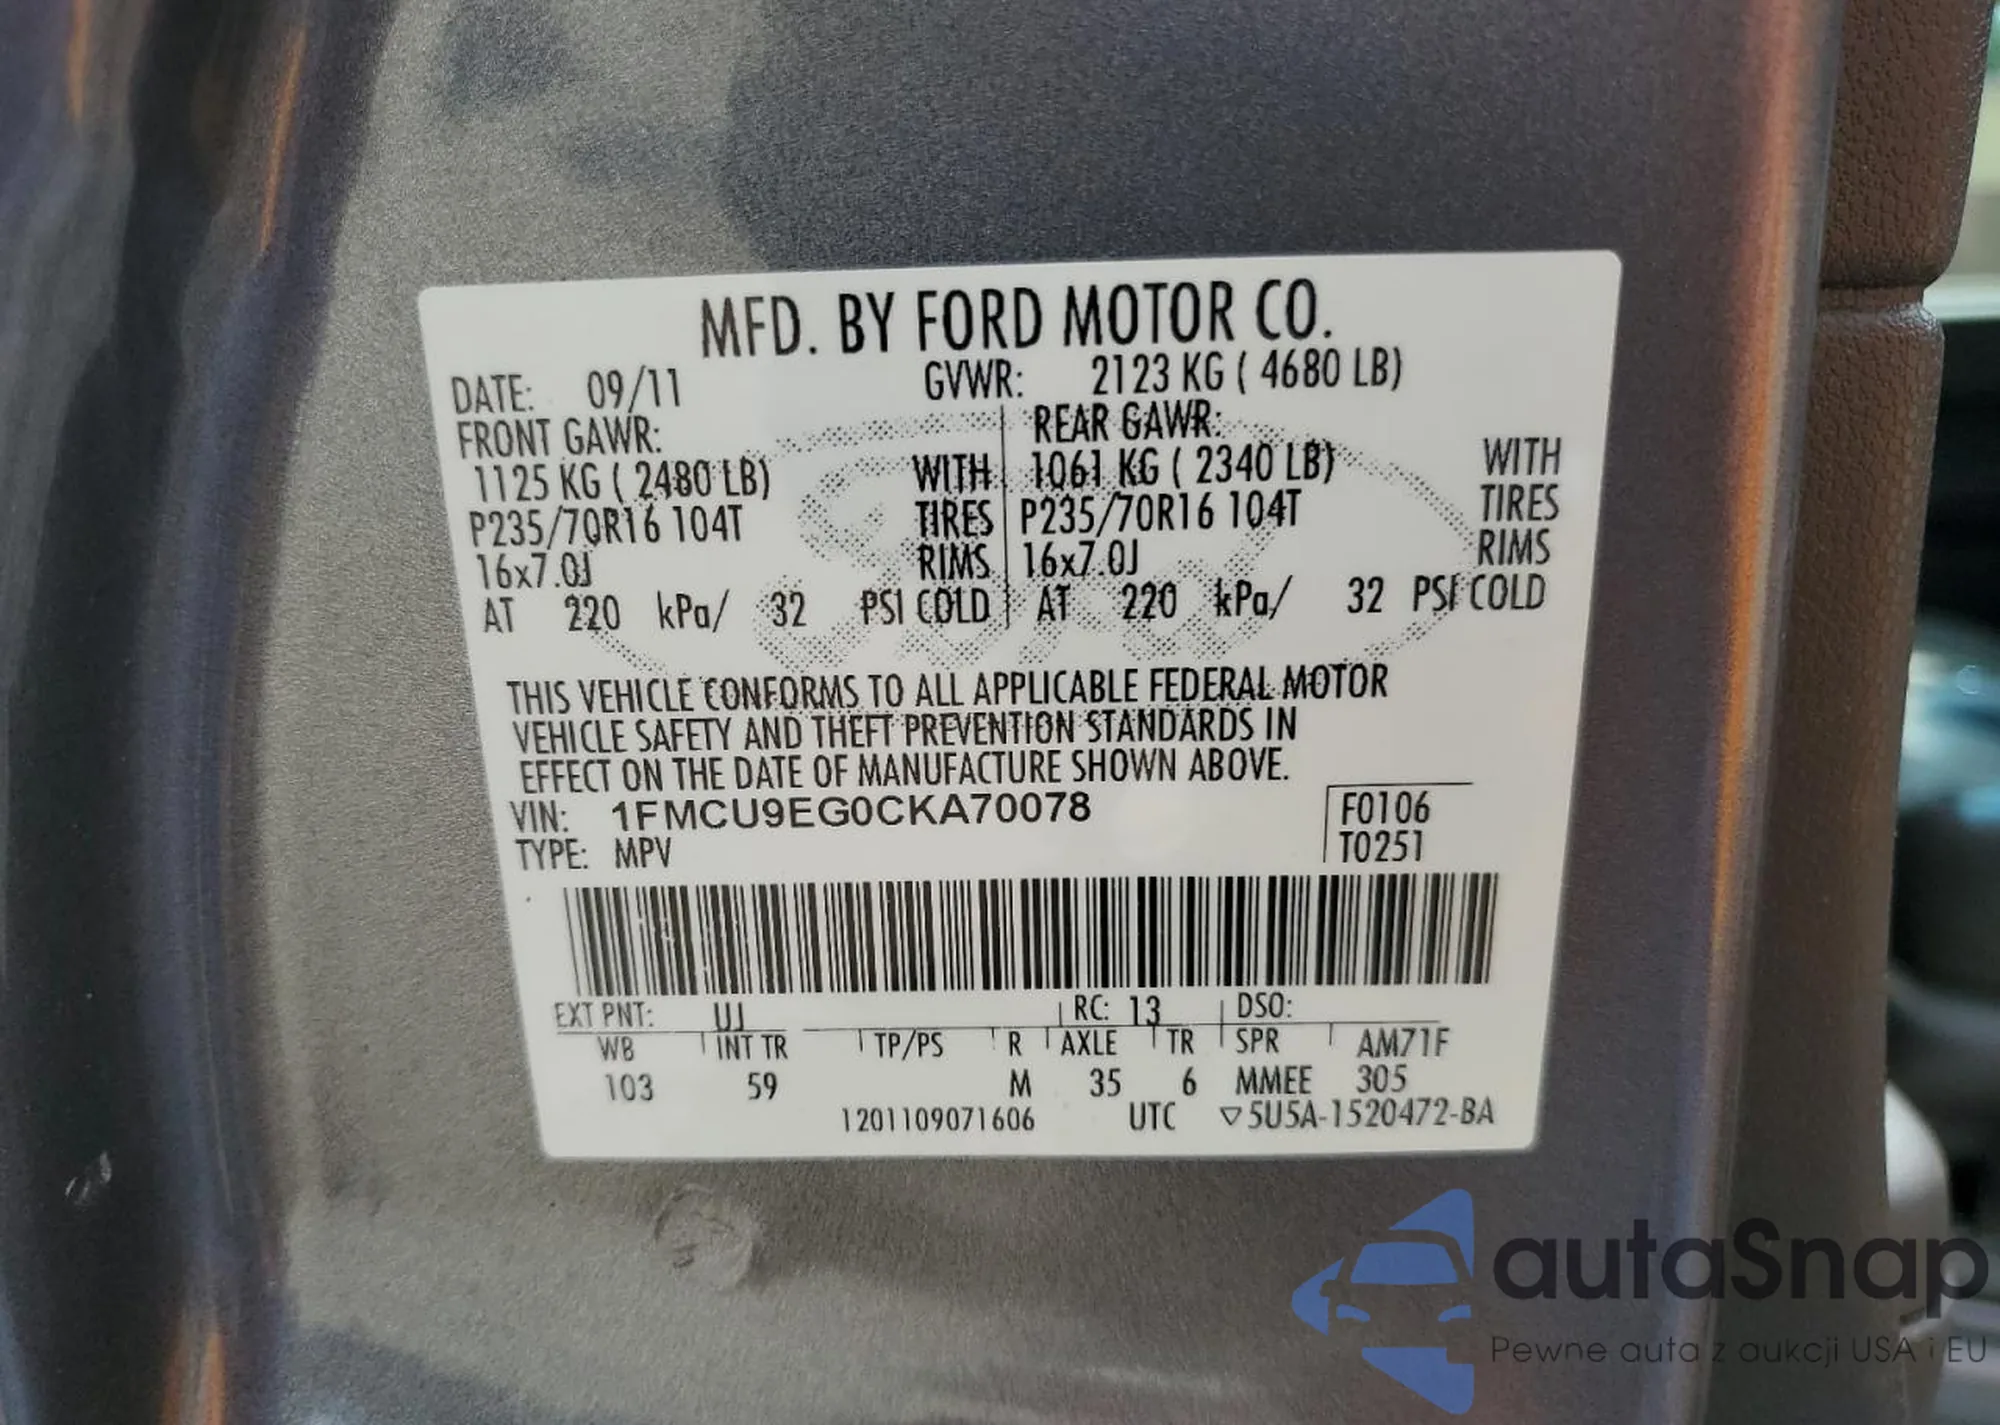 MFD. BY FORD MOTOR CO.
DATE: 09/11 GVWR: 2123 KG ( 4680 LB)
FRONT GAWR: REAR GAWR:
1125 KG ( 2480 LB) WITH 1061 KG ( 2340 LB) WITH
P235/70R16 104T TIRES P235/70R16 104T TIRES
16x7.0J RIMS 16x7.0J RIMS
AT 220 kPa/ 32 PSI COLD AT 220 kPa/ 32 PSI COLD
THIS VEHICLE CONFORMS TO ALL APPLICABLE FEDERAL MOTOR
VEHICLE SAFETY AND THEFT PREVENTION STANDARDS IN
EFFECT ON THE DATE OF MANUFACTURE SHOWN ABOVE.
VIN: 1FMCU9EG0CKA70078 F0106
TYPE: MPV T0251
EXT PNT: UJ RC: 13 DSO:
WB INT TR TP/PS R AXLE TR SPR AM71F
103 59 M 35 6 MMEE 305
1201109071606 UTC ▽5U5A-1520472-BA
autaSnap
Pewne auta z aukcji USA i EU